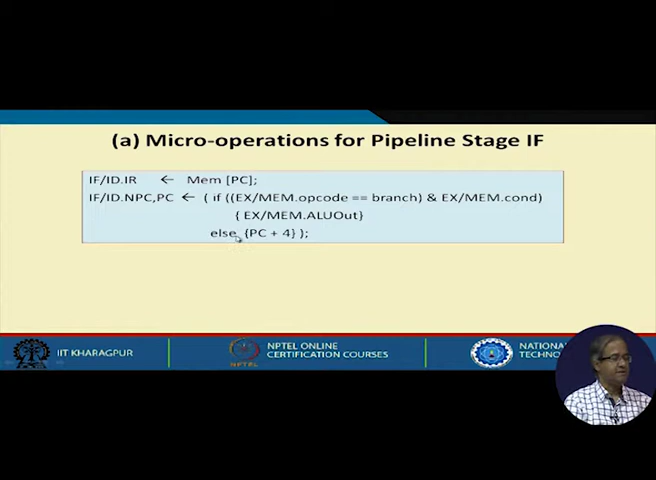 (a) Micro-operations for Pipeline Stage IF
IF/ID.IR ← Mem [PC];
IF/ID.NPC,PC ← ( if ((EX/MEM.opcode == branch) & EX/MEM.cond)
{ EX/MEM.ALUOut}
else {PC + 4} );
IIT KHARAGPUR
NPTEL
NPTEL ONLINE
CERTIFICATION COURSES
NATIONAL
TECHNO